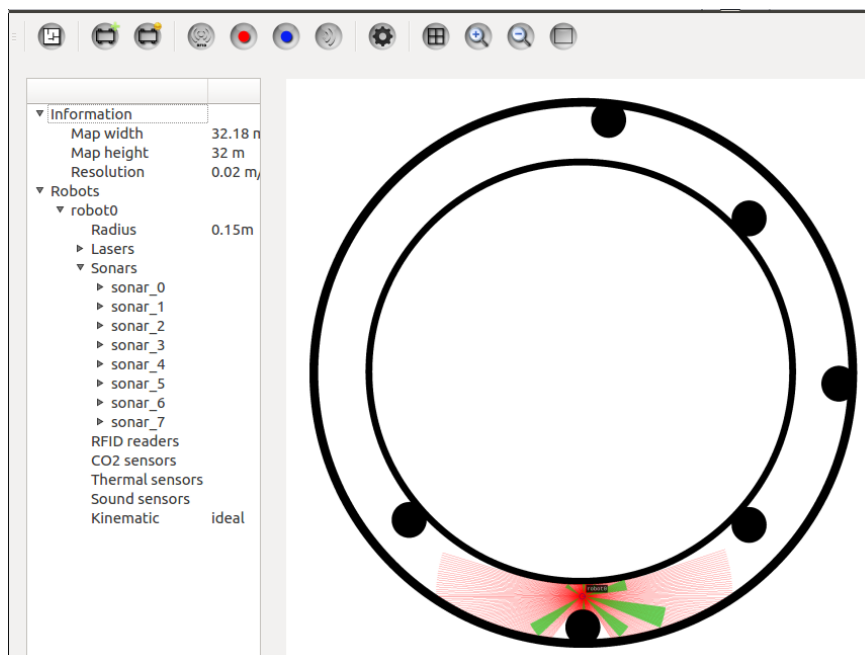 Information
Map width 32.18 m
Map height 32 m
Resolution 0.02 m/
Robots
robot0
Radius 0.15m
Lasers
Sonars
sonar_0
sonar_1
sonar_2
sonar_3
sonar_4
sonar_5
sonar_6
sonar_7
RFID readers
CO2 sensors
Thermal sensors
Sound sensors
Kinematic ideal
robot0